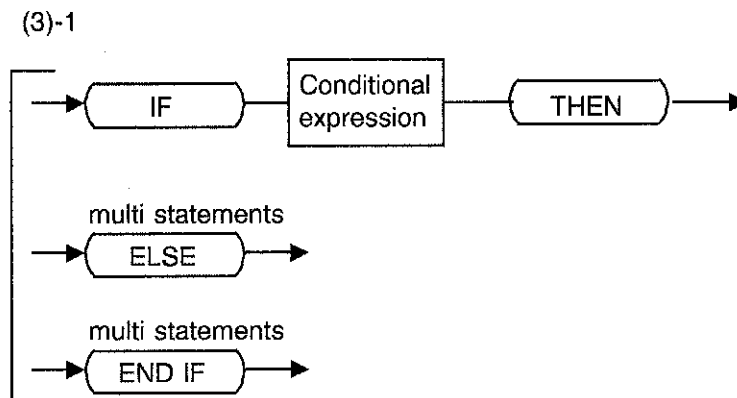 (3)-1
IF Conditional expression THEN
multi statements
ELSE
multi statements
END IF